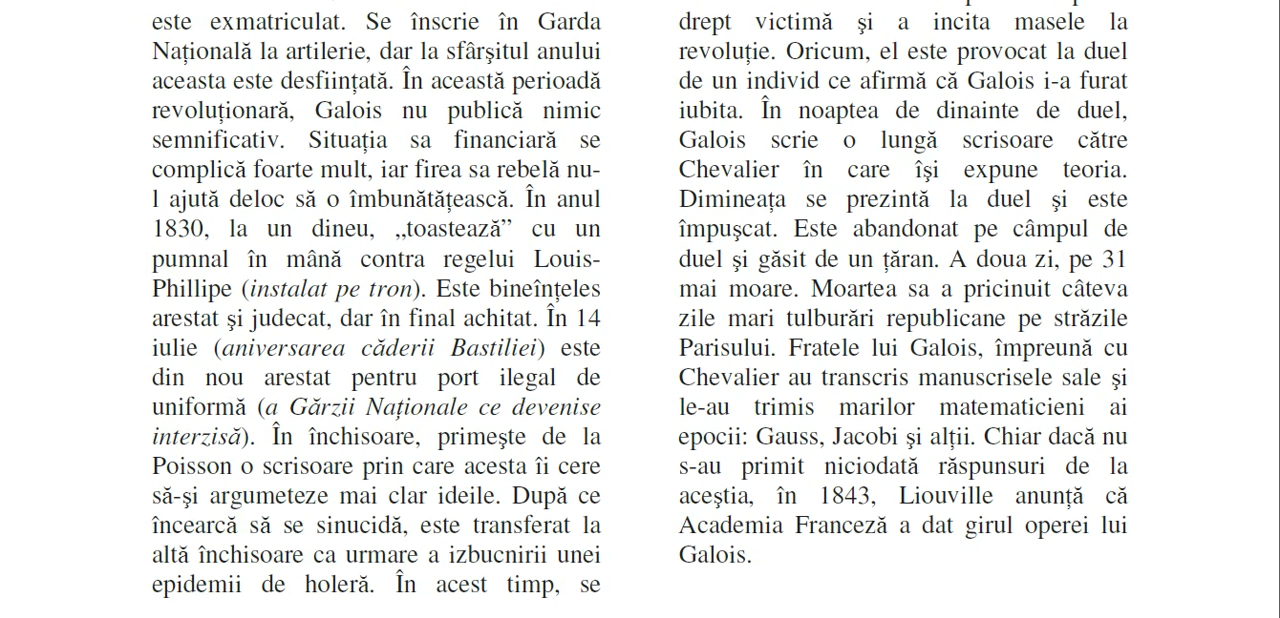 este exmatriculat. Se înscrie în Garda
Națională la artilerie, dar la sfârşitul anului
aceasta este desființată. În această perioadă
revoluționară, Galois nu publică nimic
semnificativ. Situația sa financiară se
complică foarte mult, iar firea sa rebelă nu-
l ajută deloc să o îmbunătățească. În anul
1830, la un dineu, „toastează” cu un
pumnal în mână contra regelui Louis-
Phillipe (instalat pe tron). Este bineînțeles
arestat şi judecat, dar în final achitat. În 14
iulie (aniversarea căderii Bastiliei) este
din nou arestat pentru port ilegal de
uniformă (a Gărzii Naționale ce devenise
interzisă). În închisoare, primeşte de la
Poisson o scrisoare prin care acesta îi cere
să-şi argumeteze mai clar ideile. După ce
încearcă să se sinucidă, este transferat la
altă închisoare ca urmare a izbucnirii unei
epidemii de holeră. În acest timp, se
drept victimă şi a incita masele la
revoluție. Oricum, el este provocat la duel
de un individ ce afirmă că Galois i-a furat
iubita. În noaptea de dinainte de duel,
Galois scrie o lungă scrisoare către
Chevalier în care îşi expune teoria.
Dimineața se prezintă la duel şi este
împuşcat. Este abandonat pe câmpul de
duel şi găsit de un țăran. A doua zi, pe 31
mai moare. Moartea sa a pricinuit câteva
zile mari tulburări republicane pe străzile
Parisului. Fratele lui Galois, împreună cu
Chevalier au transcris manuscrisele sale şi
le-au trimis marilor matematicieni ai
epocii: Gauss, Jacobi şi alții. Chiar dacă nu
s-au primit niciodată răspunsuri de la
aceştia, în 1843, Liouville anunță că
Academia Franceză a dat girul operei lui
Galois.